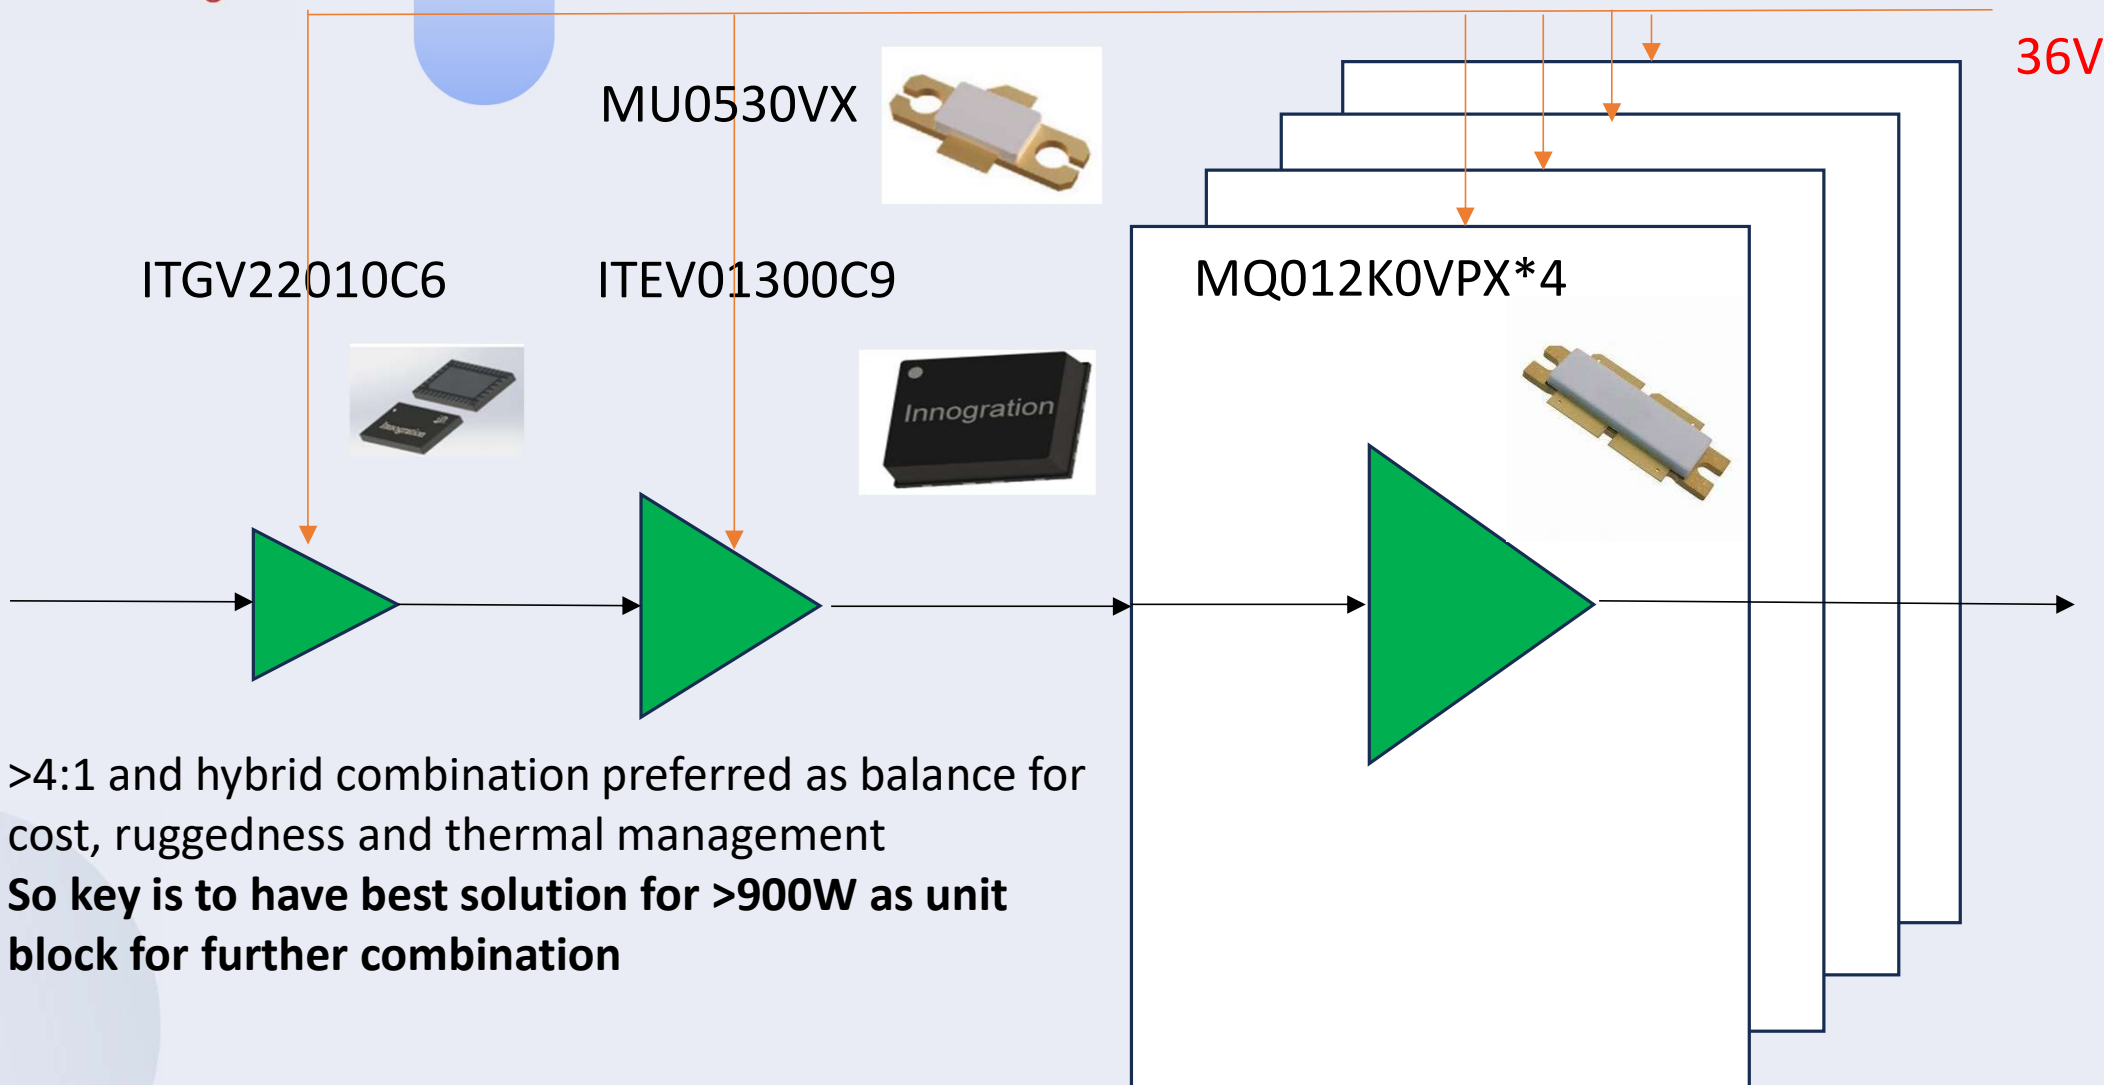 36V
MU0530VX
ITGV22010C6
ITEV01300C9
MQ012K0VPX*4
Innogration
Innogration
>4:1 and hybrid combination preferred as balance for
cost, ruggedness and thermal management
So key is to have best solution for >900W as unit
block for further combination